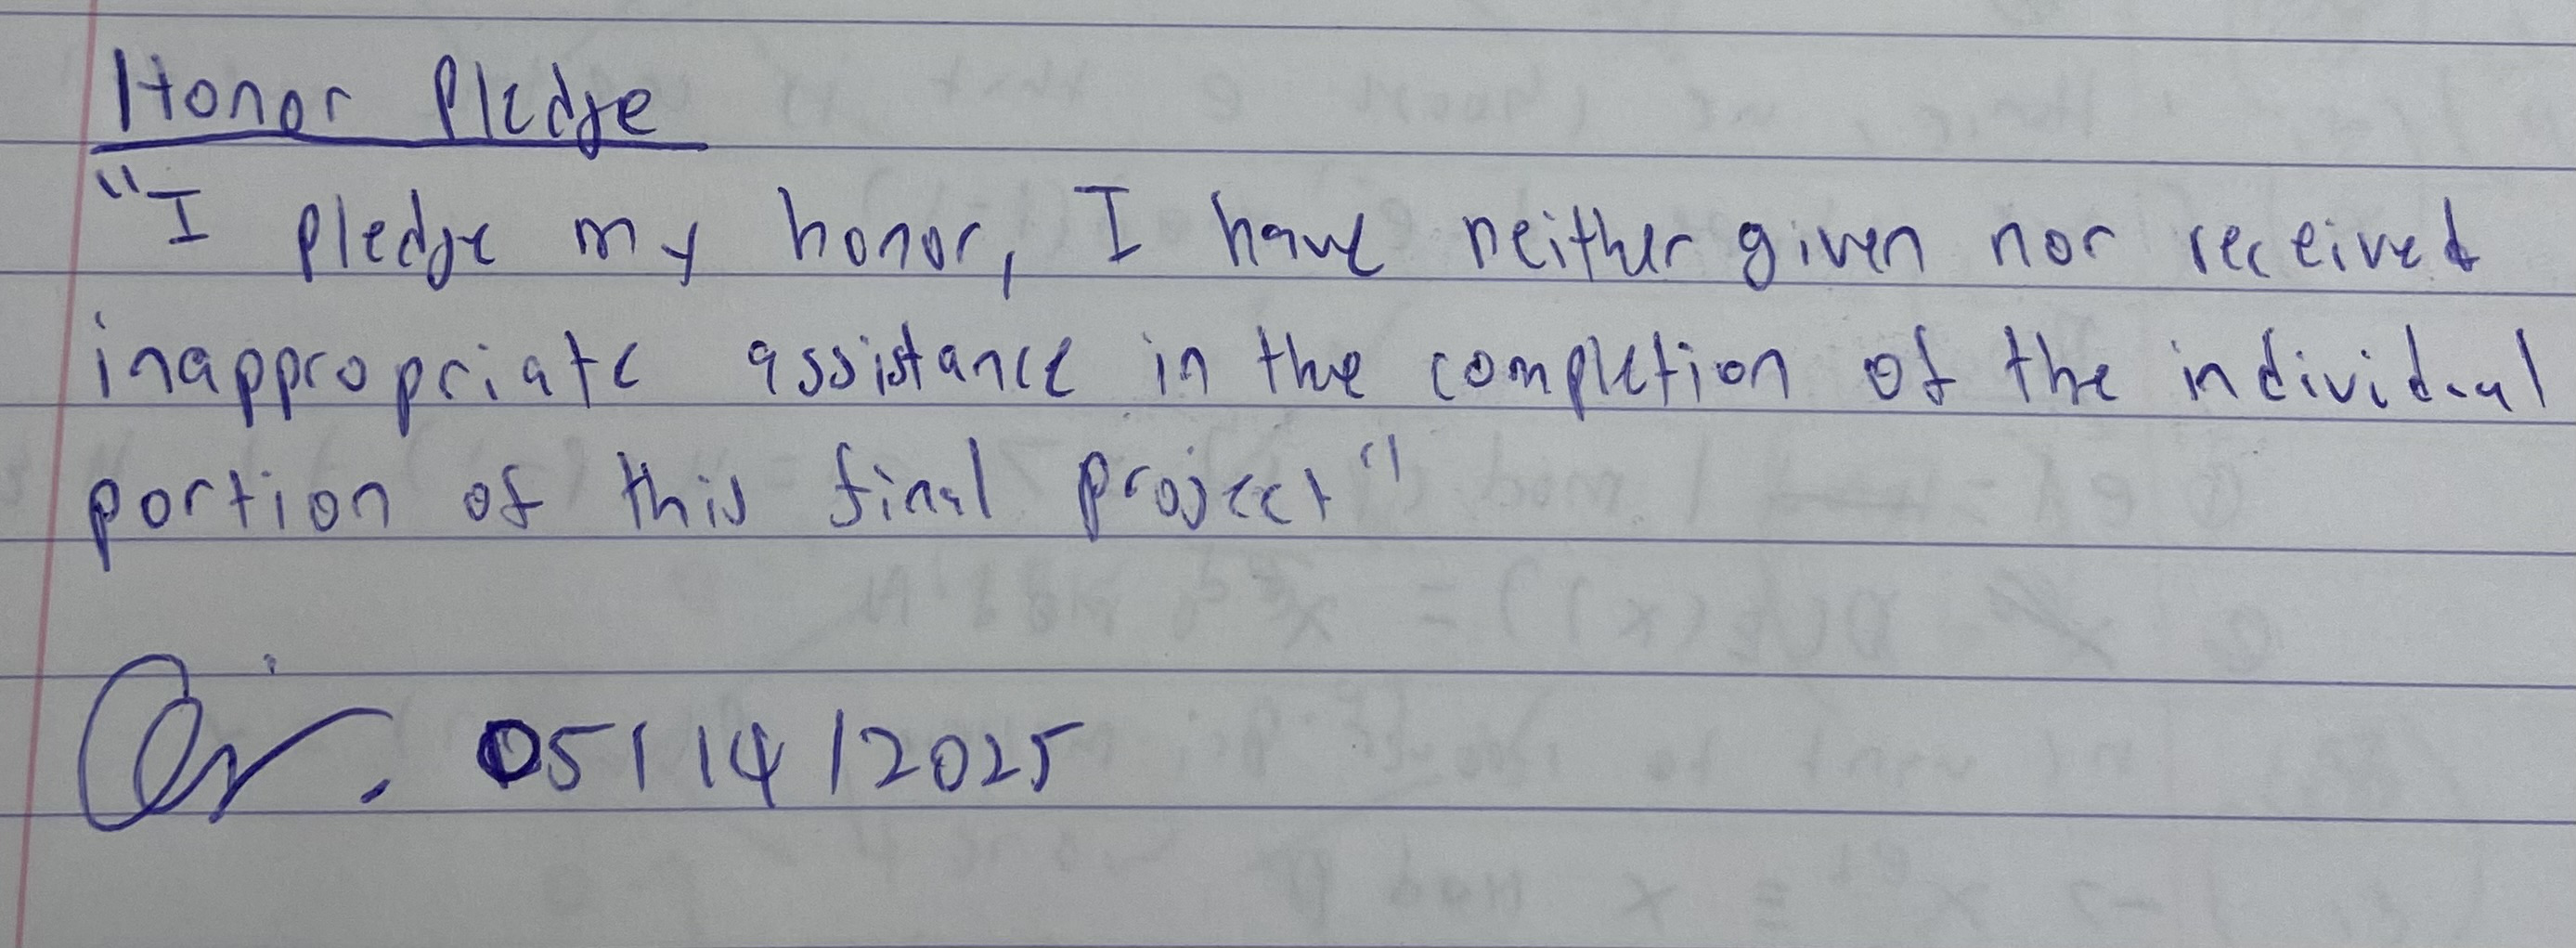 Honor Pledge
"I pledge my honor, I have neither given nor received
inappropriate assistance in the completion of the individual
portion of this final project"
05/14/2025